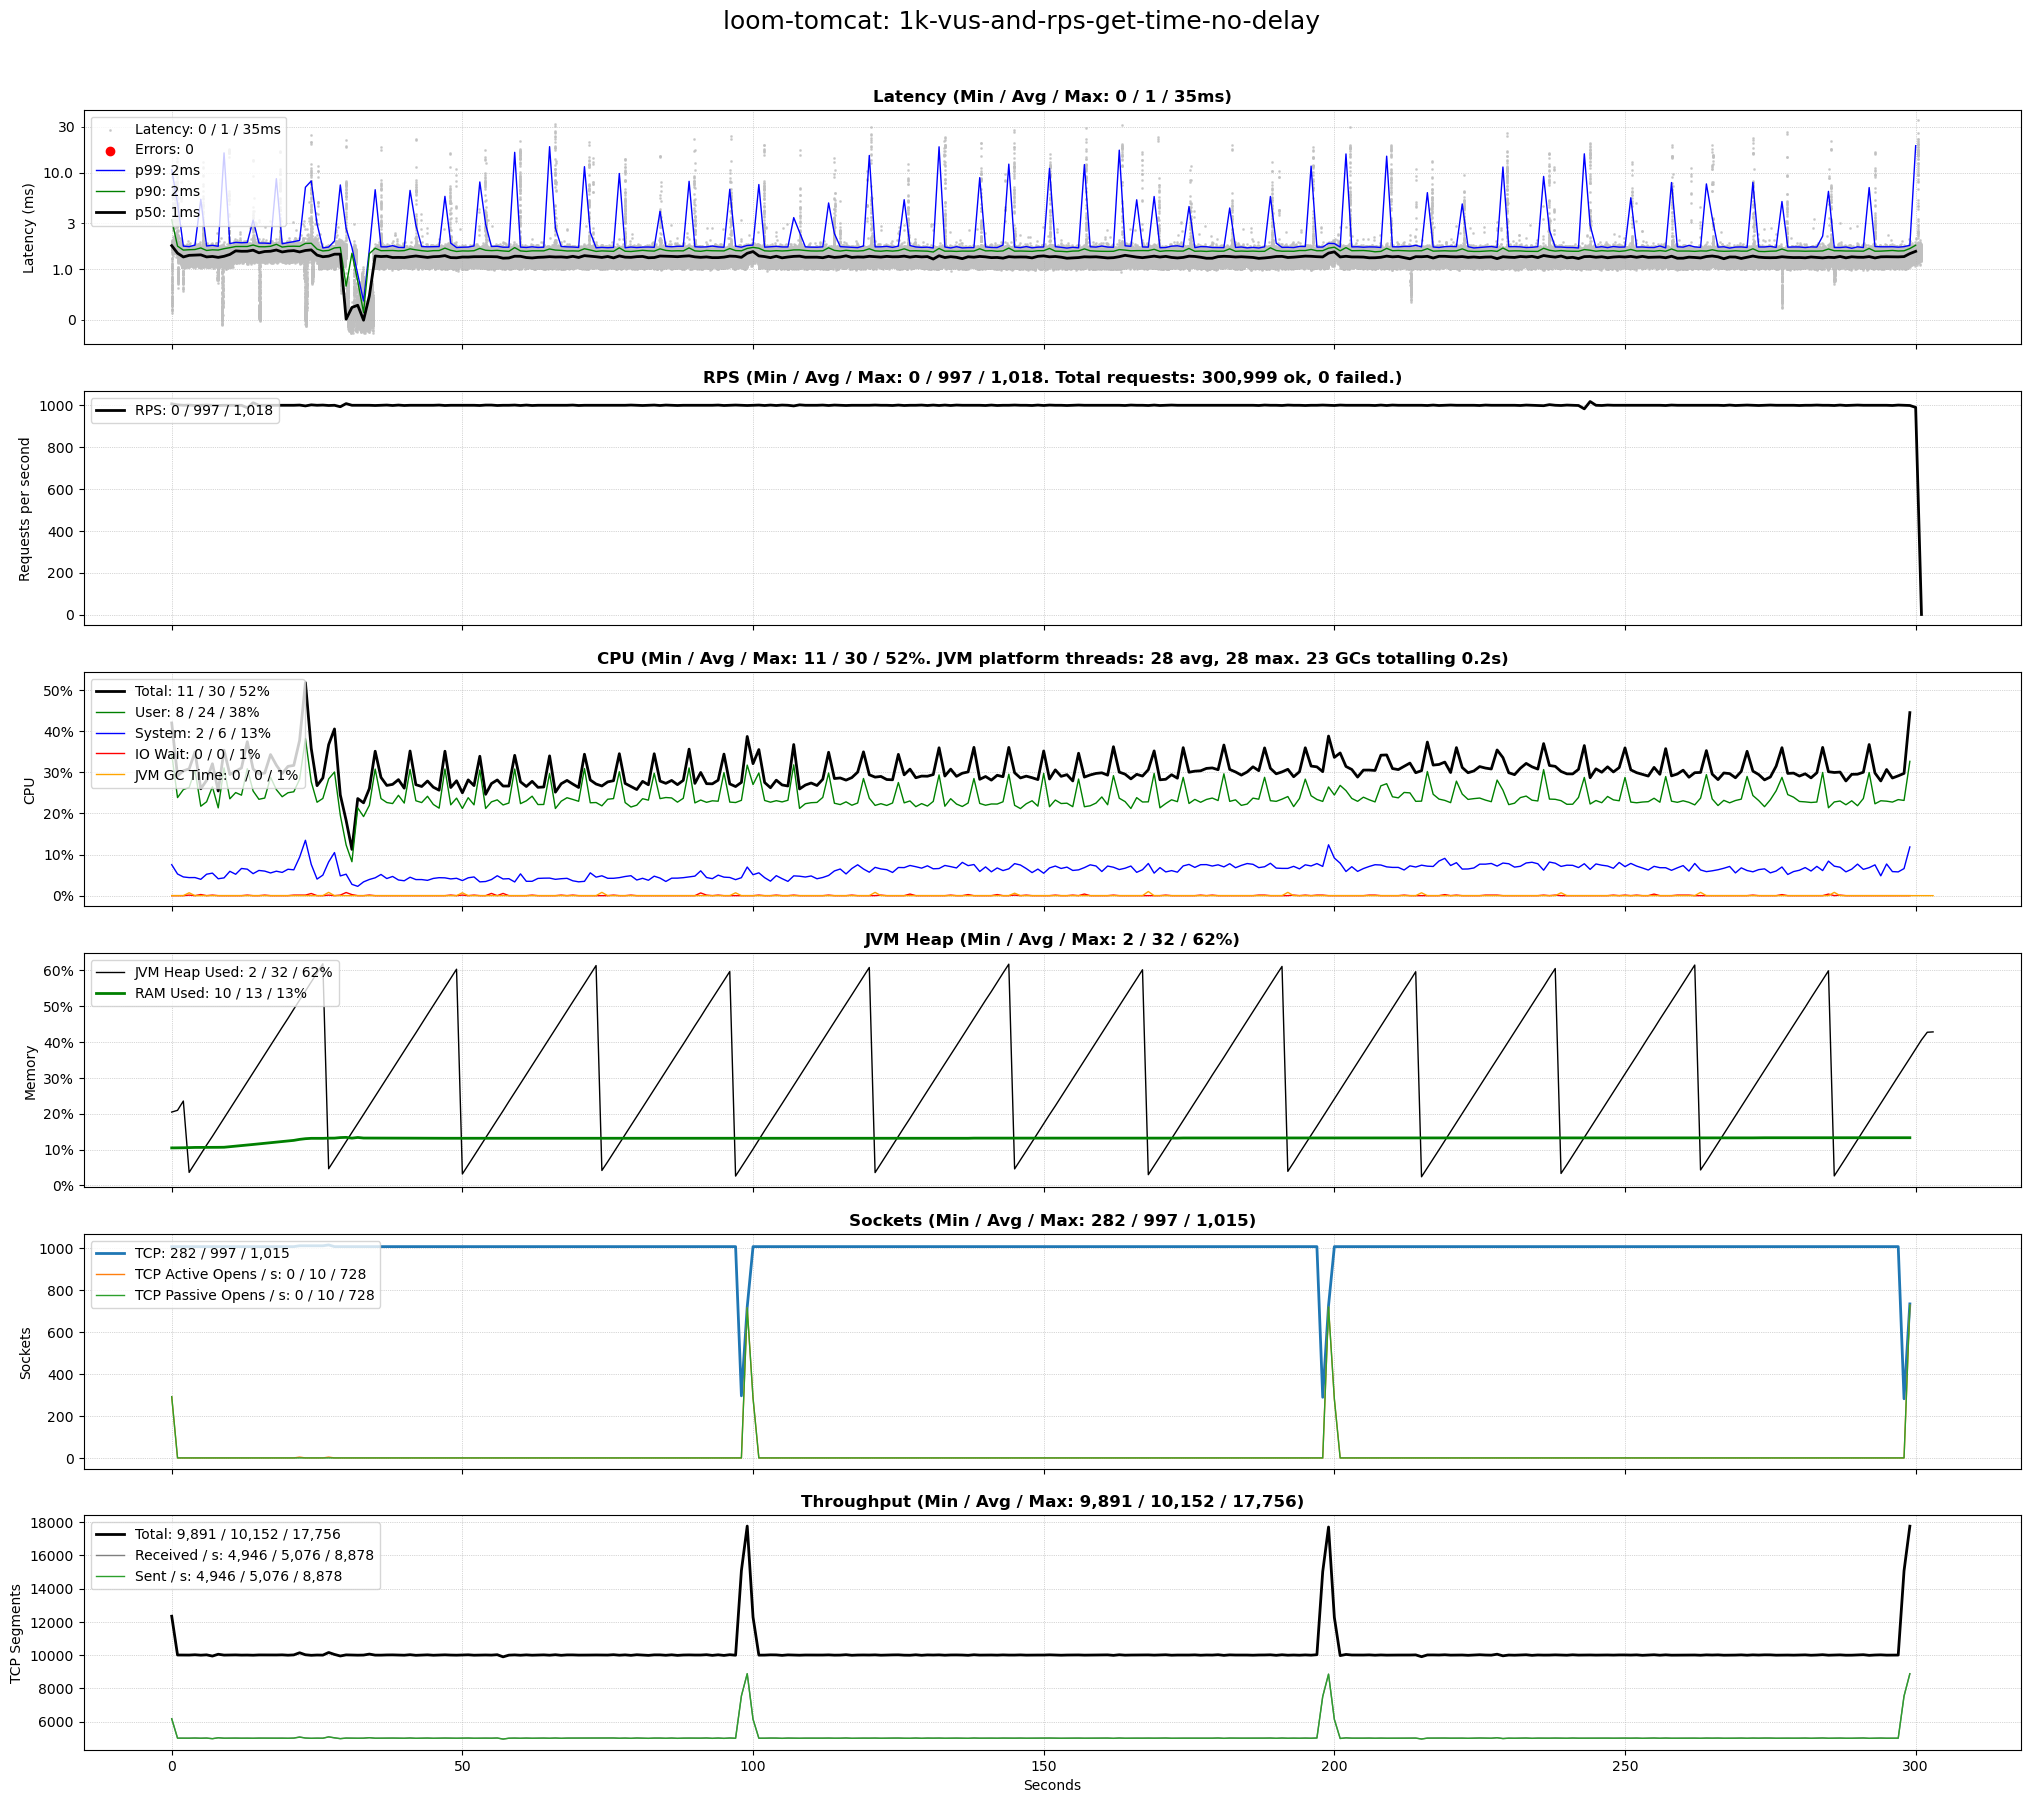 loom-tomcat: 1k-vus-and-rps-get-time-no-delay
Latency (Min / Avg / Max: 0 / 1 / 35ms)
Latency (ms)
30
10.0
3
1.0
0
Latency: 0 / 1 / 35ms
Errors: 0
p99: 2ms
p90: 2ms
p50: 1ms
RPS (Min / Avg / Max: 0 / 997 / 1,018. Total requests: 300,999 ok, 0 failed.)
Requests per second
1000
800
600
400
200
0
RPS: 0 / 997 / 1,018
CPU (Min / Avg / Max: 11 / 30 / 52%. JVM platform threads: 28 avg, 28 max. 23 GCs totalling 0.2s)
CPU
50%
40%
30%
20%
10%
0%
Total: 11 / 30 / 52%
User: 8 / 24 / 38%
System: 2 / 6 / 13%
IO Wait: 0 / 0 / 1%
JVM GC Time: 0 / 0 / 1%
JVM Heap (Min / Avg / Max: 2 / 32 / 62%)
Memory
60%
50%
40%
30%
20%
10%
0%
JVM Heap Used: 2 / 32 / 62%
RAM Used: 10 / 13 / 13%
Sockets (Min / Avg / Max: 282 / 997 / 1,015)
Sockets
1000
800
600
400
200
0
TCP: 282 / 997 / 1,015
TCP Active Opens / s: 0 / 10 / 728
TCP Passive Opens / s: 0 / 10 / 728
Throughput (Min / Avg / Max: 9,891 / 10,152 / 17,756)
TCP Segments
18000
16000
14000
12000
10000
8000
6000
Total: 9,891 / 10,152 / 17,756
Received / s: 4,946 / 5,076 / 8,878
Sent / s: 4,946 / 5,076 / 8,878
0 50 100 150 200 250 300
Seconds